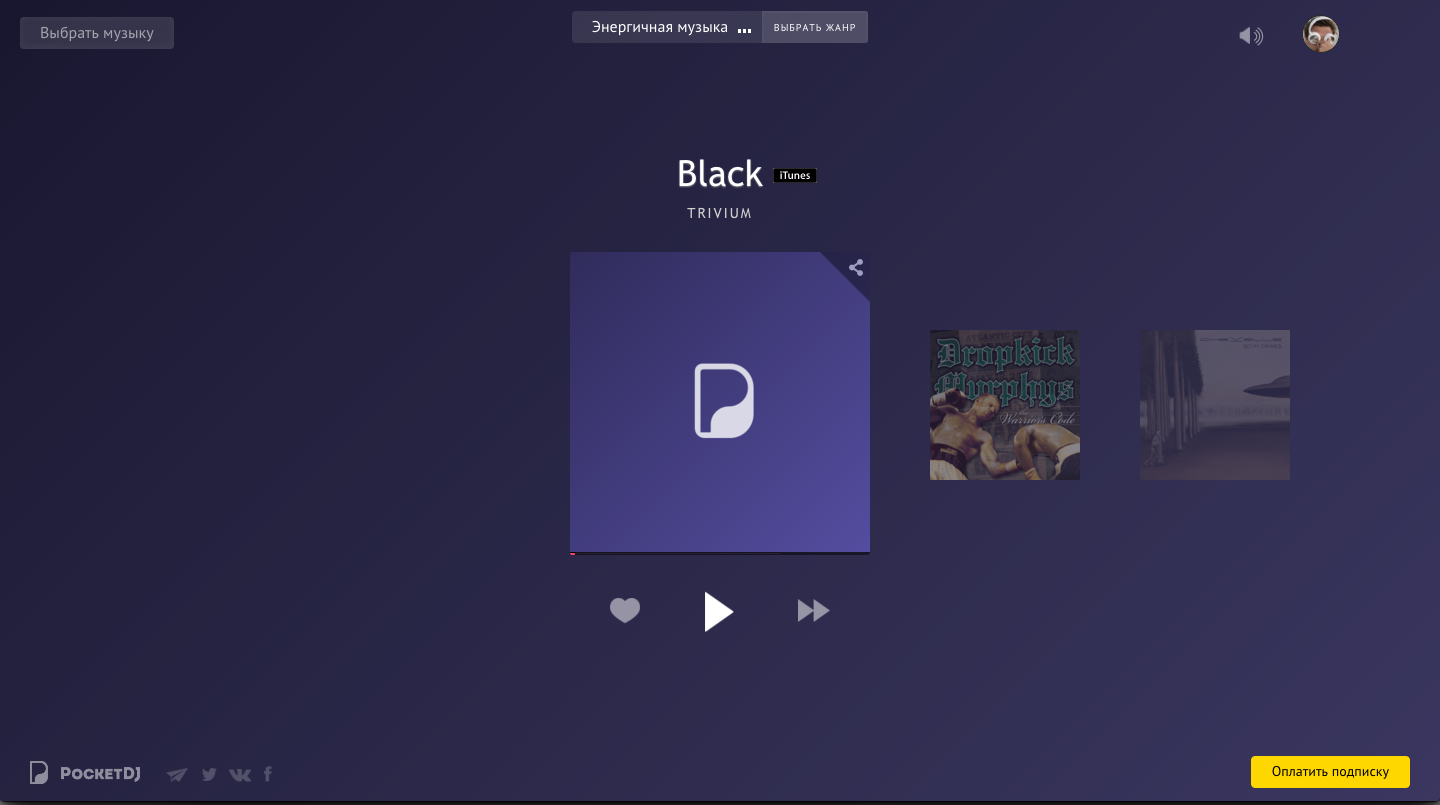 Выбрать музыку
Энергичная музыка ...
ВЫБРАТЬ ЖАНР
Black iTunes
TRIVIUM
Dropkick
Murphys
Warrior's Code
POCKETDJ
Оплатить подписку